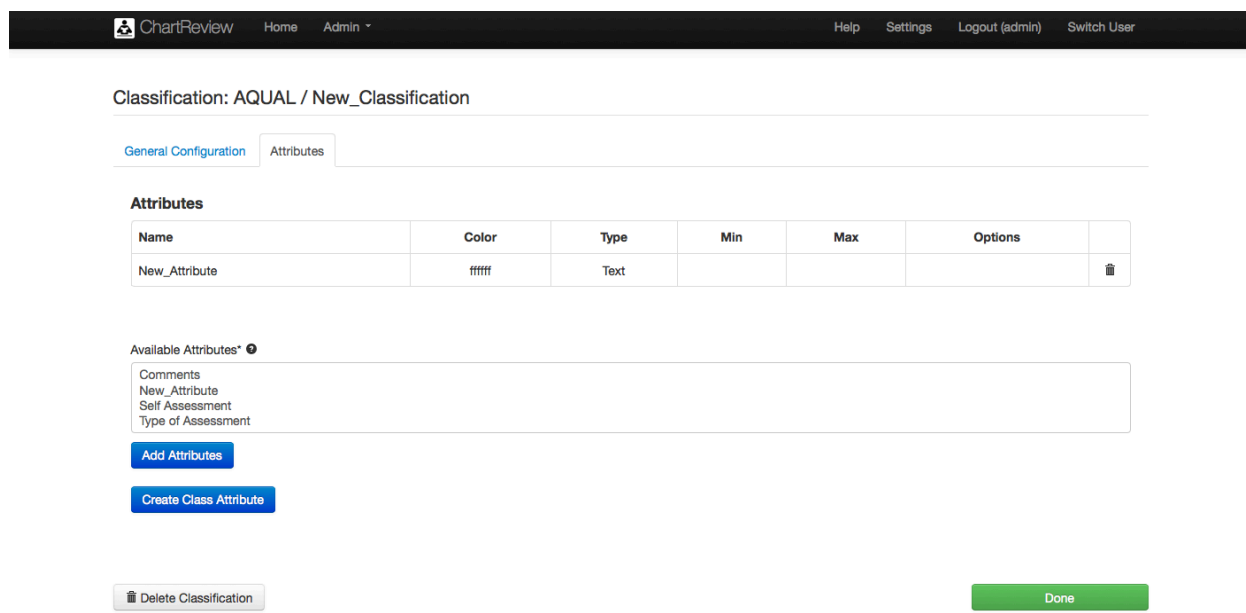 ChartReview Home Admin Help Settings Logout (admin) Switch User
Classification: AQUAL / New_Classification
General Configuration Attributes
Attributes
Name Color Type Min Max Options
New_Attribute ffffff Text
Available Attributes*
Comments
New_Attribute
Self Assessment
Type of Assessment
Add Attributes
Create Class Attribute
Delete Classification Done